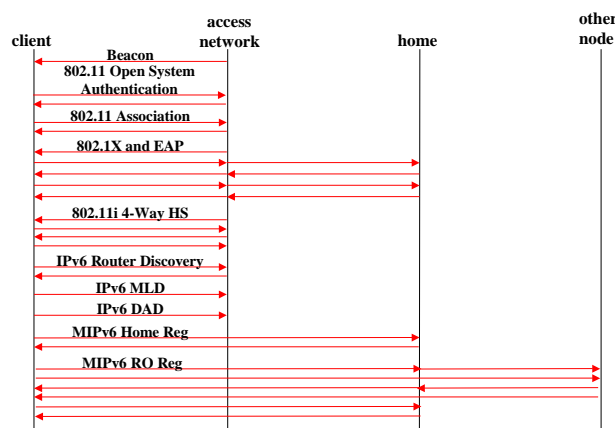 client
access
network
home
other
node
Beacon
802.11 Open System
Authentication
802.11 Association
802.1X and EAP
802.11i 4-Way HS
IPv6 Router Discovery
IPv6 MLD
IPv6 DAD
MIPv6 Home Reg
MIPv6 RO Reg